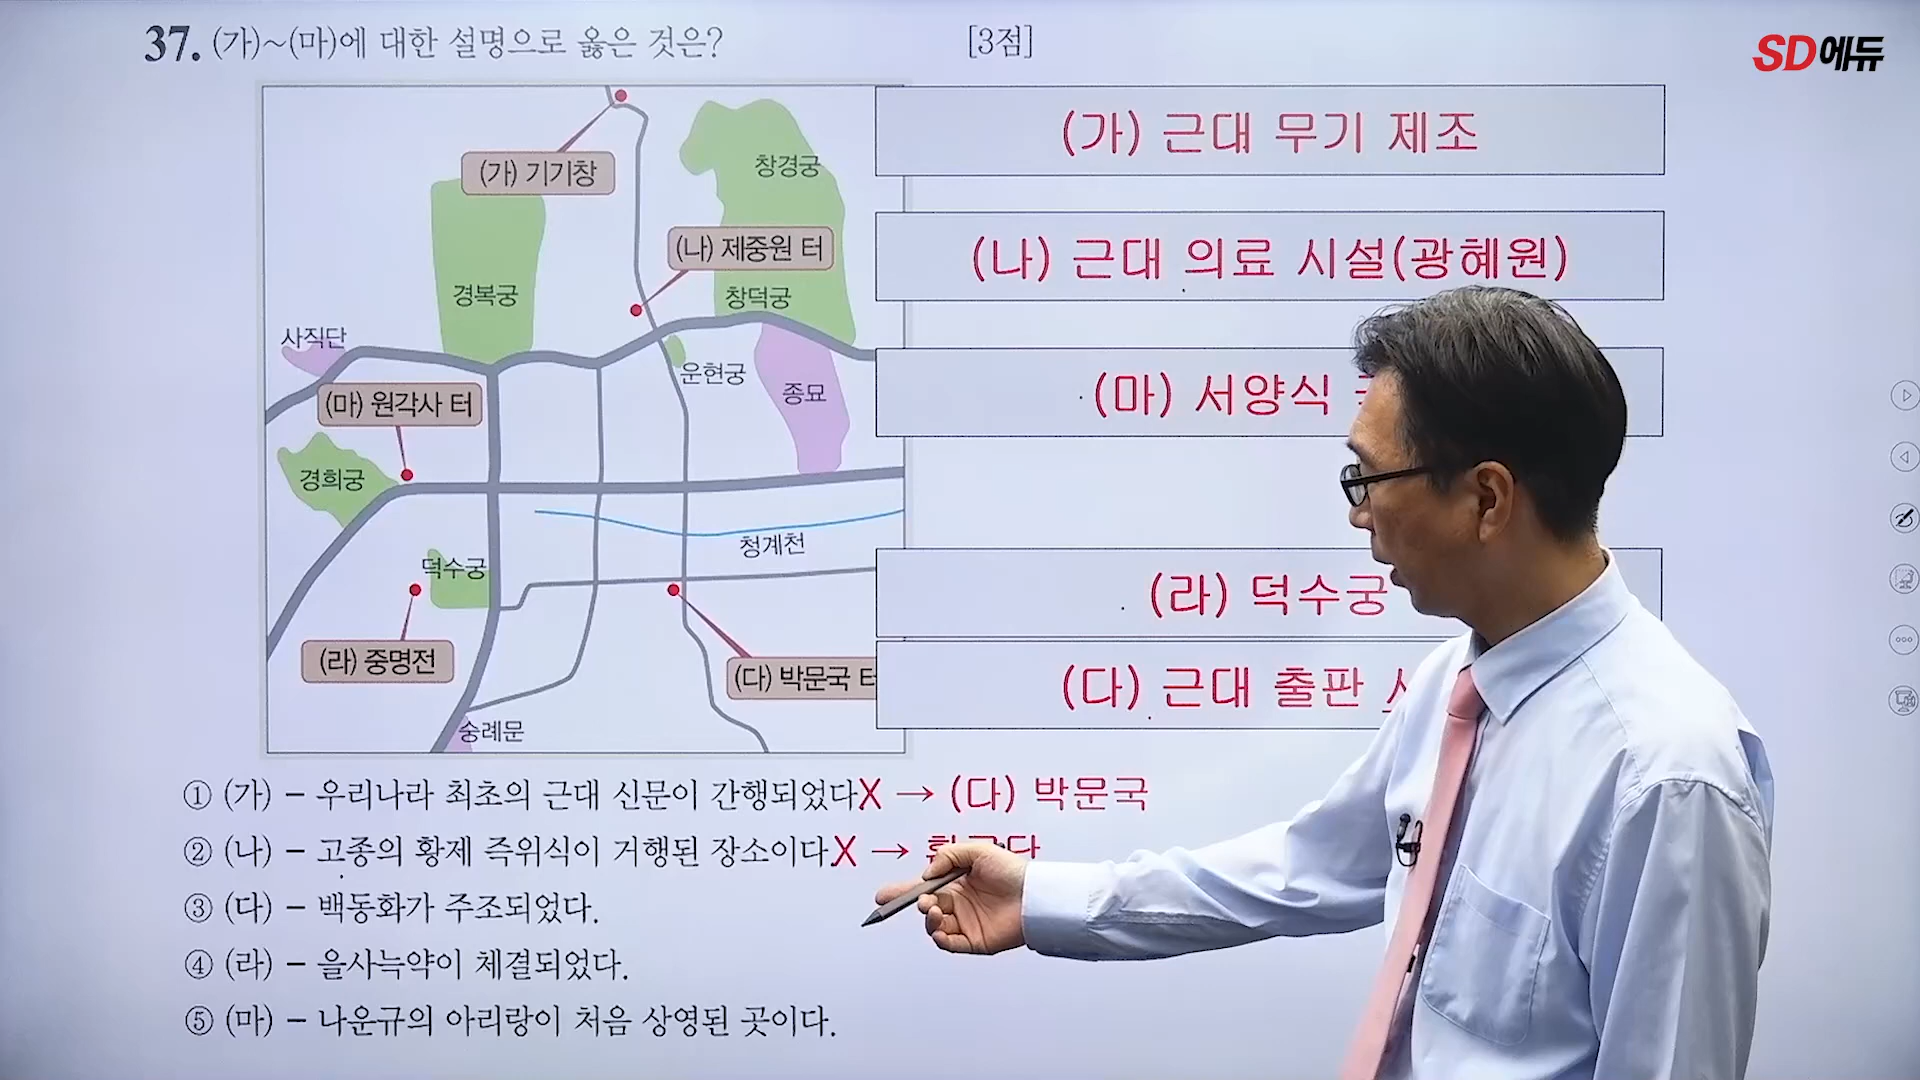 37. (가)~(마)에 대한 설명으로 옳은 것은? [3점]
SD에듀
(가) 기기창
창경궁
(나) 제중원 터
경복궁
창덕궁
사직단
운현궁
(마) 원각사 터
종묘
경희궁
청계천
덕수궁
(라) 중명전
(다) 박문국 터
숭례문
(가) 근대 무기 제조
(나) 근대 의료 시설(광혜원)
(마) 서양식
(라) 덕수궁
(다) 근대 출판
① (가) – 우리나라 최초의 근대 신문이 간행되었다.X → (다) 박문국
② (나) – 고종의 황제 즉위식이 거행된 장소이다.X →
③ (다) – 백동화가 주조되었다.
④ (라) – 을사늑약이 체결되었다.
⑤ (마) – 나운규의 아리랑이 처음 상영된 곳이다.